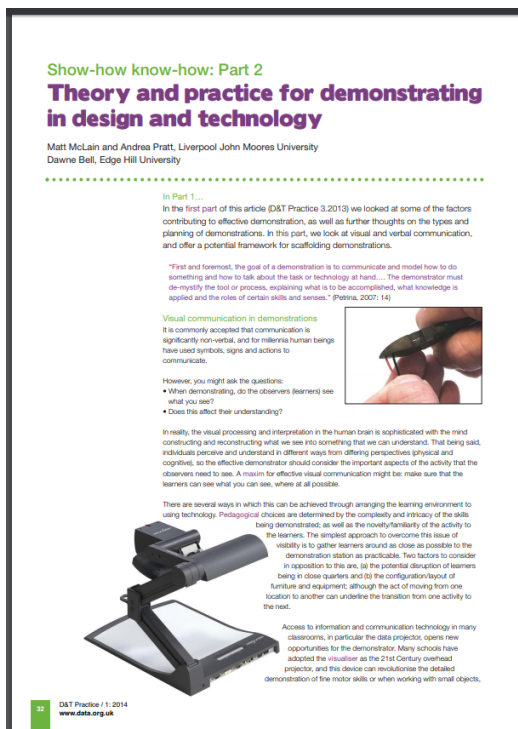 Show-how know-how: Part 2
Theory and practice for demonstrating
in design and technology
Matt McLain and Andrea Pratt, Liverpool John Moores University
Dawne Bell, Edge Hill University
In Part 1…
In the first part of this article (D&T Practice 3.2013) we looked at some of the factors
contributing to effective demonstration, as well as further thoughts on the types and
planning of demonstrations. In this part, we look at visual and verbal communication,
and offer a potential framework for scaffolding demonstrations.
"First and foremost, the goal of a demonstration is to communicate and model how to do
something and how to talk about the task or technology at hand…. The demonstrator must
de-mystify the tool or process, explaining what is to be accomplished, what knowledge is
applied and the roles of certain skills and senses." (Petrina, 2007: 14)
Visual communication in demonstrations
It is commonly accepted that communication is
significantly non-verbal, and for millennia human beings
have used symbols, signs and actions to
communicate.
However, you might ask the questions:
• When demonstrating, do the observers (learners) see
what you see?
• Does this affect their understanding?
In reality, the visual processing and interpretation in the human brain is sophisticated with the mind
constructing and reconstructing what we see into something that we can understand. That being said,
individuals perceive and understand in different ways from differing perspectives (physical and
cognitive), so the effective demonstrator should consider the important aspects of the activity that the
observers need to see. A maxim for effective visual communication might be: make sure that the
learners can see what you can see, where at all possible.
There are several ways in which this can be achieved through arranging the learning environment to
using technology. Pedagogical choices are determined by the complexity and intricacy of the skills
being demonstrated; as well as the novelty/familiarity of the activity to
the learners. The simplest approach to overcome this issue of
visibility is to gather learners around as close as possible to the
demonstration station as practicable. Two factors to consider
in opposition to this are, (a) the potential disruption of learners
being in close quarters and (b) the configuration/layout of
furniture and equipment; although the act of moving from one
location to another can underline the transition from one activity to
the next.
Access to information and communication technology in many
classrooms, in particular the data projector, opens new
opportunities for the demonstrator. Many schools have
adopted the visualiser as the 21st Century overhead
projector, and this device can revolutionise the detailed
demonstration of fine motor skills or when working with small objects,
32
D&T Practice / 1: 2014
www.data.org.uk